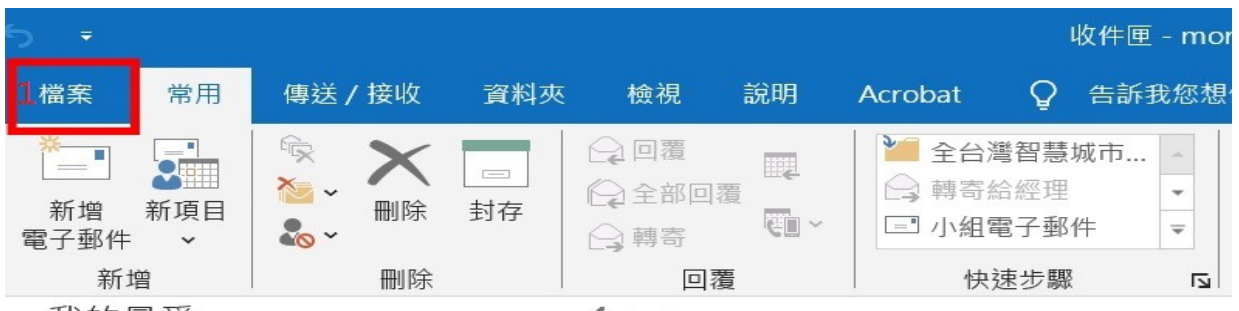 收件匣 - mor
1 檔案 常用 傳送 / 接收 資料夾 檢視 說明 Acrobat 告訴我您想
新增
電子郵件
新項目
刪除
封存
回覆
全部回覆
轉寄
全台灣智慧城市...
轉寄給經理
小組電子郵件
新增 刪除 回覆 快速步驟